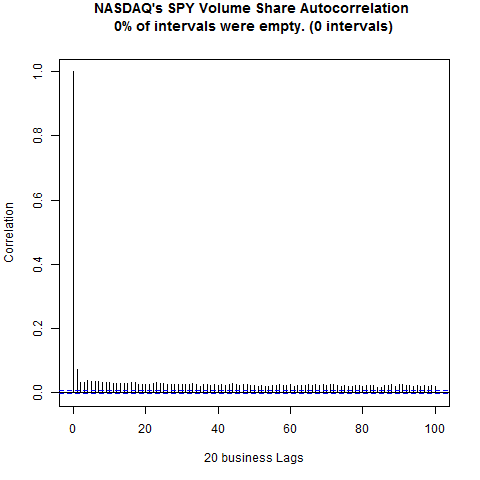 NASDAQ's SPY Volume Share Autocorrelation
0% of intervals were empty. (0 intervals)
Correlation
1.0
0.8
0.6
0.4
0.2
0.0
0 20 40 60 80 100
20 business Lags